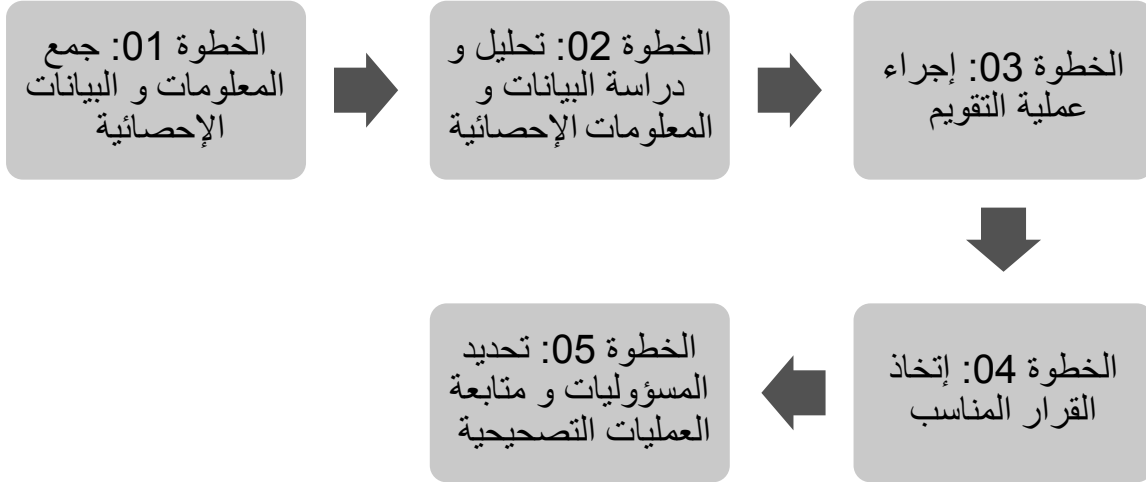 الخطوة 01: جمع
المعلومات و البيانات
الإحصائية
الخطوة 02: تحليل و
دراسة البيانات و
المعلومات الإحصائية
الخطوة 03: إجراء
عملية التقويم
الخطوة 04: إتخاذ
القرار المناسب
الخطوة 05: تحديد
المسؤوليات و متابعة
العمليات التصحيحية